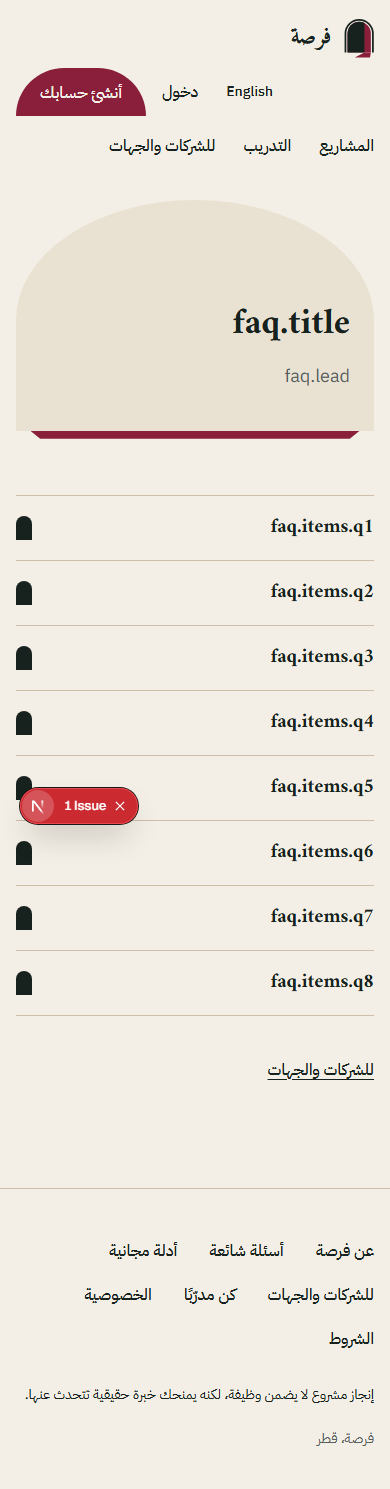 فرصة
English دخول أنشئ حسابك
المشاريع التدريب للشركات والجهات
faq.title
faq.lead
faq.items.q1
faq.items.q2
faq.items.q3
faq.items.q4
faq.items.q5
N 1 Issue ×
faq.items.q6
faq.items.q7
faq.items.q8
للشركات والجهات
عن فرصة أسئلة شائعة أدلة مجانية
للشركات والجهات كن مدرّبًا الخصوصية
الشروط
إنجاز مشروع لا يضمن وظيفة، لكنه يمنحك خبرة حقيقية تتحدث عنها.
فرصة، قطر